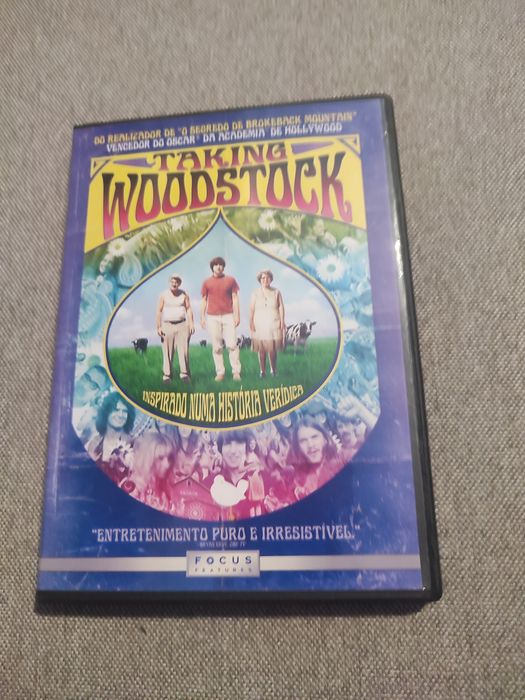 DO REALIZADOR DE "O SEGREDO DE BROKEBACK MOUNTAIN"
VENCEDOR DO ÓSCAR® DA ACADEMIA DE HOLLYWOOD
TAKING
WOODSTOCK
INSPIRADO NUMA HISTÓRIA VERÍDICA
"ENTRETENIMENTO PURO E IRRESISTÍVEL."
FOCUS
FEATURES